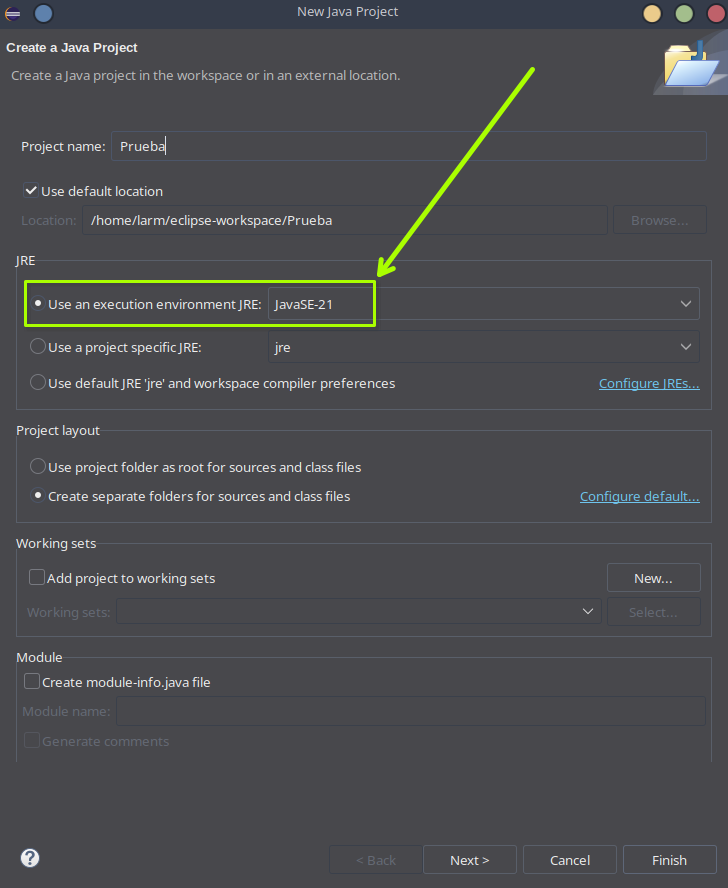 New Java Project
Create a Java Project
Create a Java project in the workspace or in an external location.
Project name: Prueba
Use default location
Location: /home/larm/eclipse-workspace/Prueba Browse...
JRE
Use an execution environment JRE: JavaSE-21
Use a project specific JRE: jre
Use default JRE 'jre' and workspace compiler preferences Configure JREs...
Project layout
Use project folder as root for sources and class files
Create separate folders for sources and class files Configure default...
Working sets
Add project to working sets New...
Working sets: Select...
Module
Create module-info.java file
Module name:
Generate comments
? < Back Next > Cancel Finish